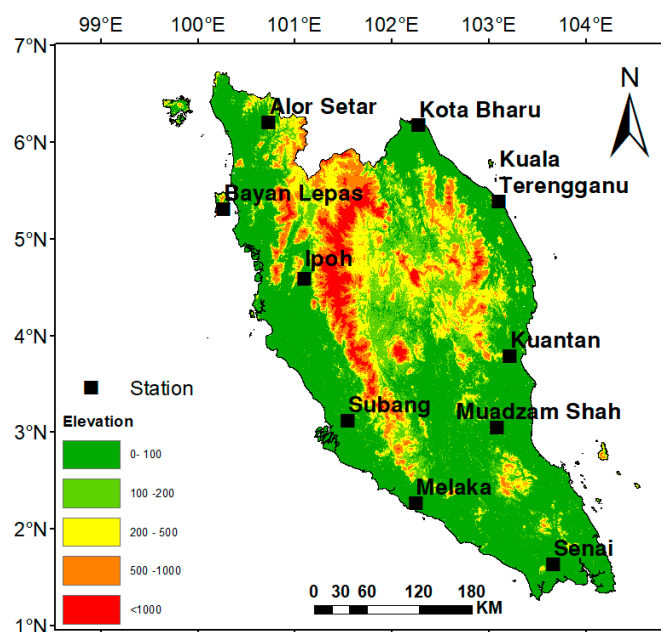 99°E 100°E 101°E 102°E 103°E 104°E
7°N
N
Alor Setar
Kota Bharu
6°N
Kuala
Terengganu
Bayan Lepas
5°N
Ipoh
4°N
Kuantan
Station
Subang
Muadzam Shah
3°N
Elevation
0- 100
100 -200
Melaka
2°N
200 - 500
Senai
500 -1000
0 30 60 120 180
KM
<1000
1°N